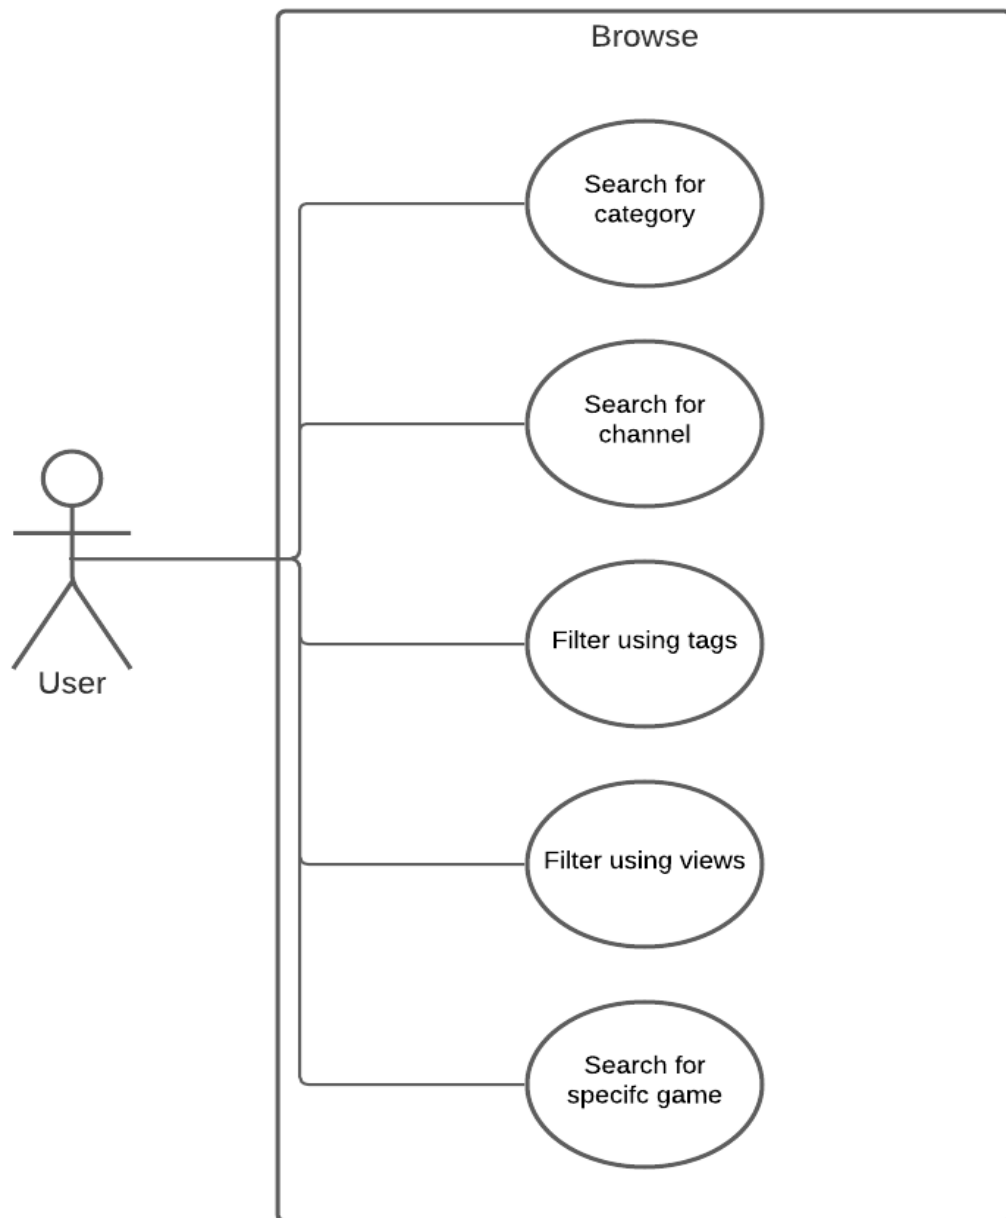 Browse
Search for
category
Search for
channel
Filter using tags
User
Filter using views
Search for
specifc game